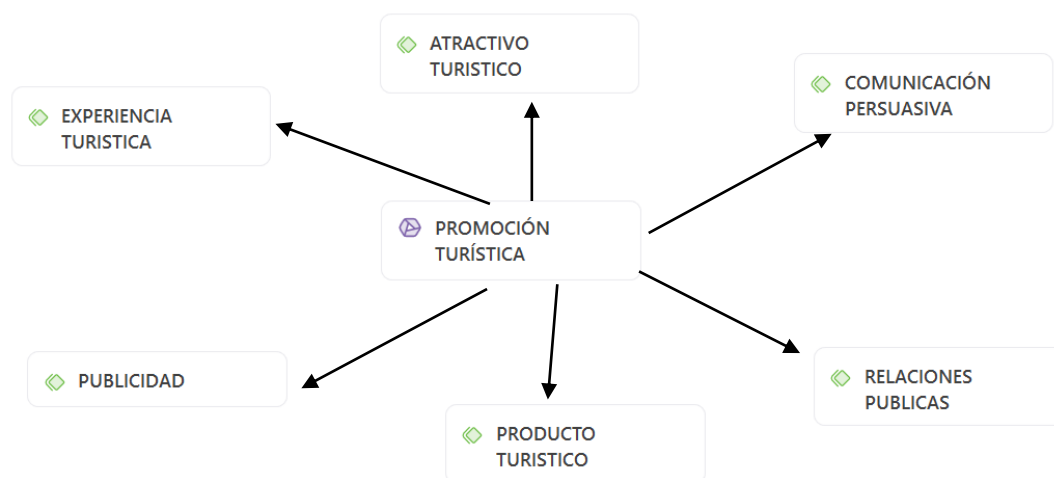 ATRACTIVO
TURISTICO
COMUNICACIÓN
PERSUASIVA
EXPERIENCIA
TURISTICA
PROMOCIÓN
TURÍSTICA
PUBLICIDAD
RELACIONES
PUBLICAS
PRODUCTO
TURISTICO